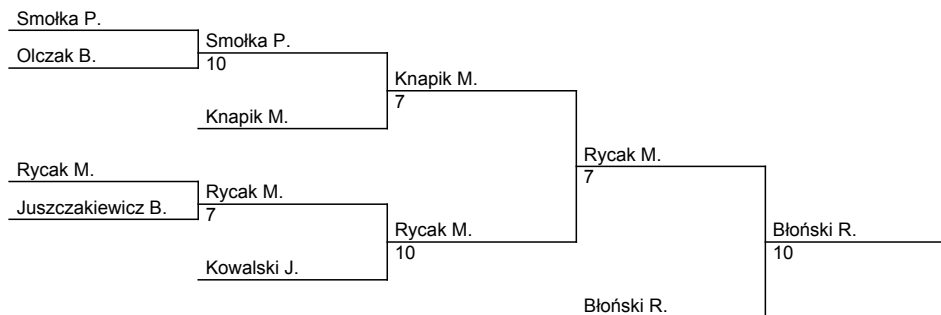 Smołka P.
Olczak B.
Smołka P.
10
Knapik M.
Knapik M.
7
Rycak M.
Juszczakiewicz B.
Rycak M.
7
Kowalski J.
Rycak M.
10
Rycak M.
7
Błoński R.
Błoński R.
10